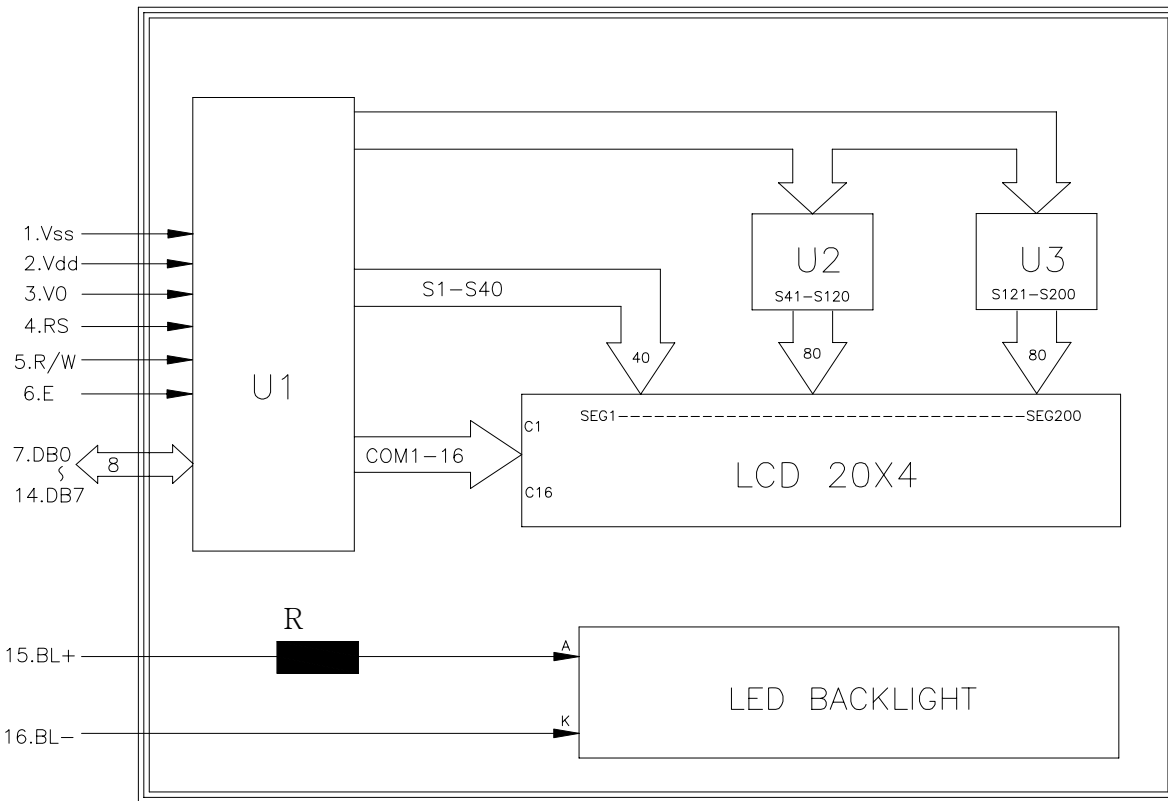 1.Vss
2.Vdd
3.V0
4.RS
5.R/W
6.E
7.DB0
~
14.DB7
8
U1
S1-S40
COM1-16
U2
S41-S120
U3
S121-S200
40
80
80
SEG1--------------------------------------SEG200
C1
C16
LCD 20X4
R
15.BL+
A
16.BL-
K
LED BACKLIGHT